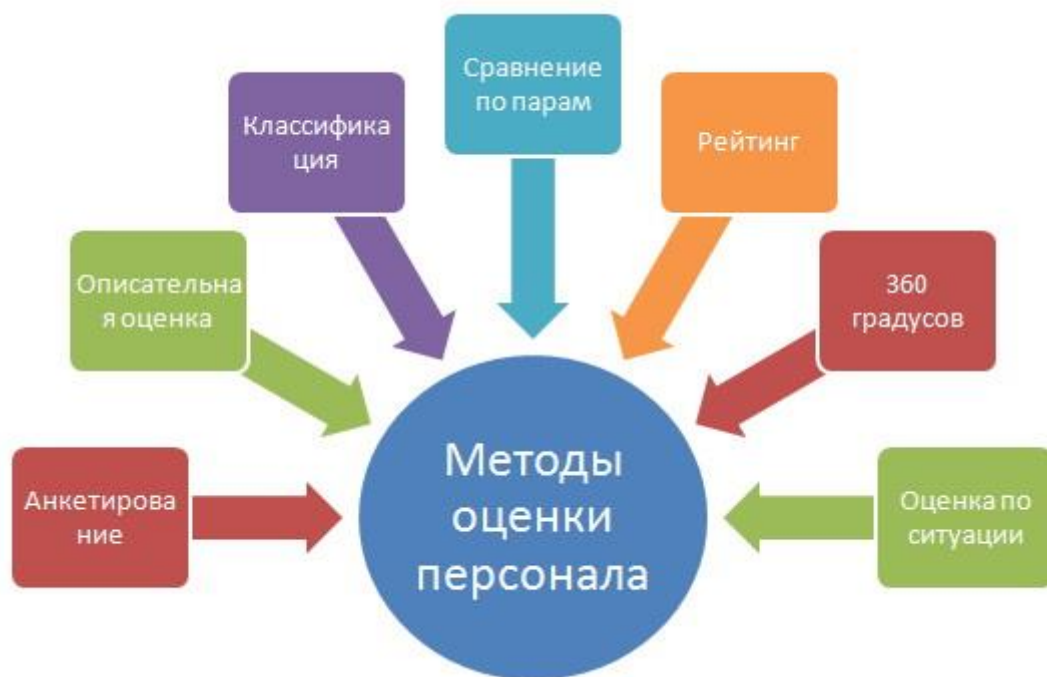 Сравнение
по парам
Классифика
ция
Рейтинг
Описательна
я оценка
360
градусов
Анкетирова
ние
Оценка по
ситуации
Методы
оценки
персонала